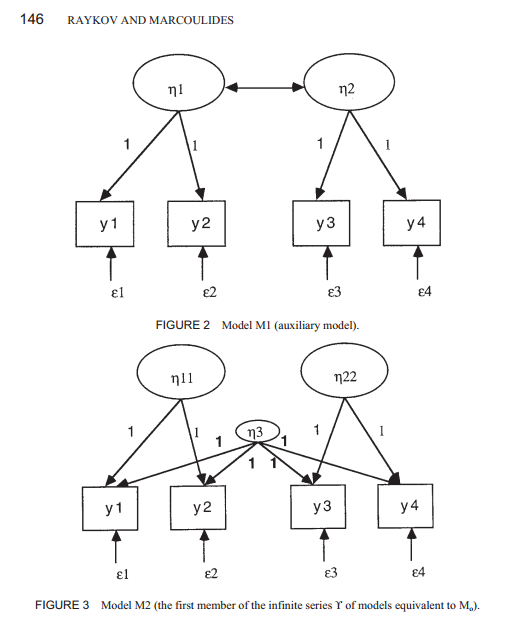 146 RAYKOV AND MARCOULIDES
η1 η2
1 1 1 1
y1 y2 y3 y4
ε1 ε2 ε3 ε4
FIGURE 2 Model M1 (auxiliary model).
η11 η22
1 1 1 η3 1 1 1
1 1
y1 y2 y3 y4
ε1 ε2 ε3 ε4
FIGURE 3 Model M2 (the first member of the infinite series ϒ of models equivalent to Mₒ).